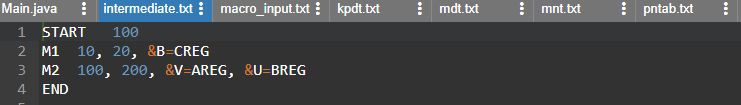 Main.java intermediate.txt macro_input.txt kpdt.txt mdt.txt mnt.txt pntab.txt
1 START 100
2 M1 10, 20, &B=CREG
3 M2 100, 200, &V=AREG, &U=BREG
4 END